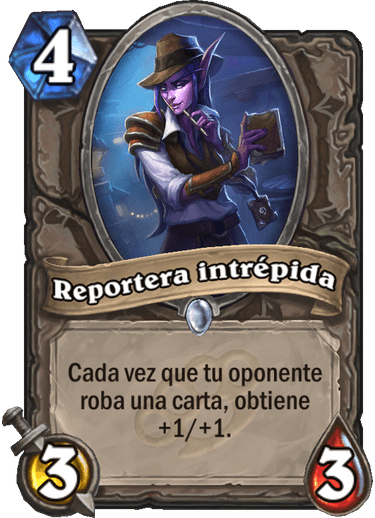 4
Reportera intrépida
Cada vez que tu oponente
roba una carta, obtiene
+1/+1.
3
3